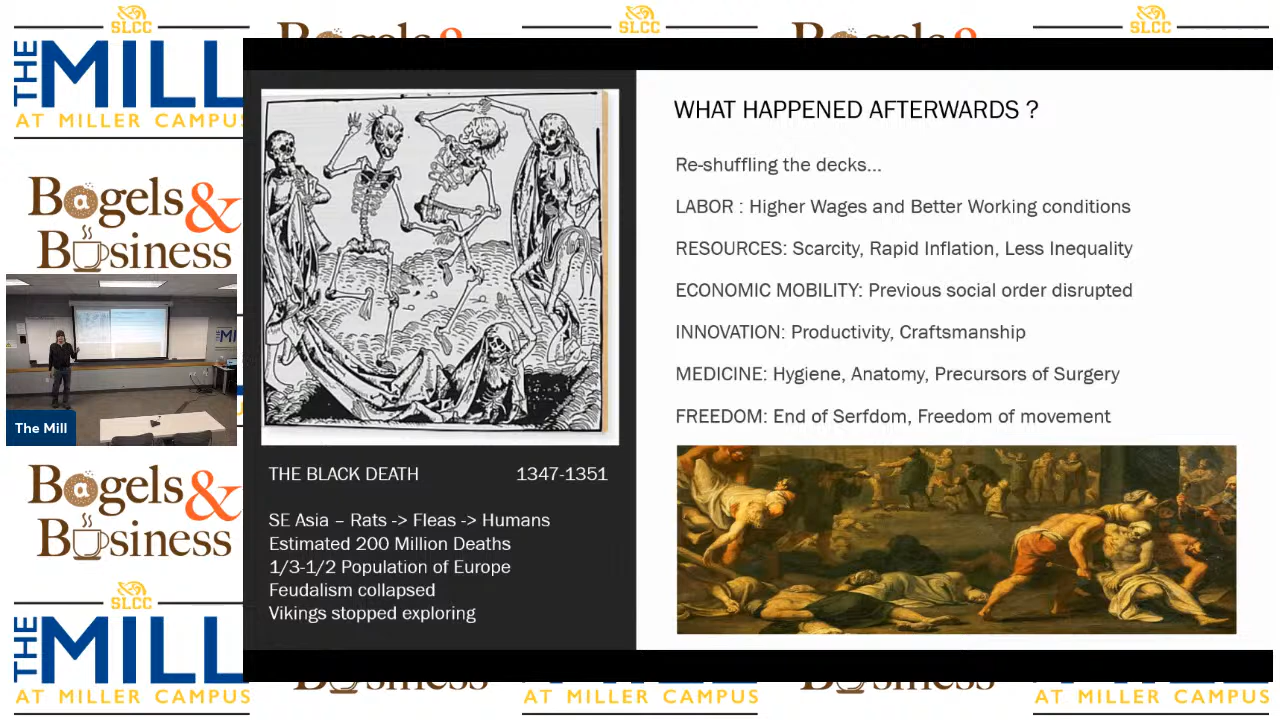 SLCC
THE MILL
AT MILLER CAMPUS
Bagels &
Business
The Mill
Bagels &
Business
SLCC
THE MILL
AT MILLER CAMPUS
SLCC
SLCC
Bagels &
Bagels &
THE BLACK DEATH 1347-1351
SE Asia – Rats -> Fleas -> Humans
Estimated 200 Million Deaths
1/3-1/2 Population of Europe
Feudalism collapsed
Vikings stopped exploring
WHAT HAPPENED AFTERWARDS ?
Re-shuffling the decks...
LABOR : Higher Wages and Better Working conditions
RESOURCES: Scarcity, Rapid Inflation, Less Inequality
ECONOMIC MOBILITY: Previous social order disrupted
INNOVATION: Productivity, Craftsmanship
MEDICINE: Hygiene, Anatomy, Precursors of Surgery
FREEDOM: End of Serfdom, Freedom of movement
Business
AT MILLER CAMPUS
Business
AT MILLER CAMPUS